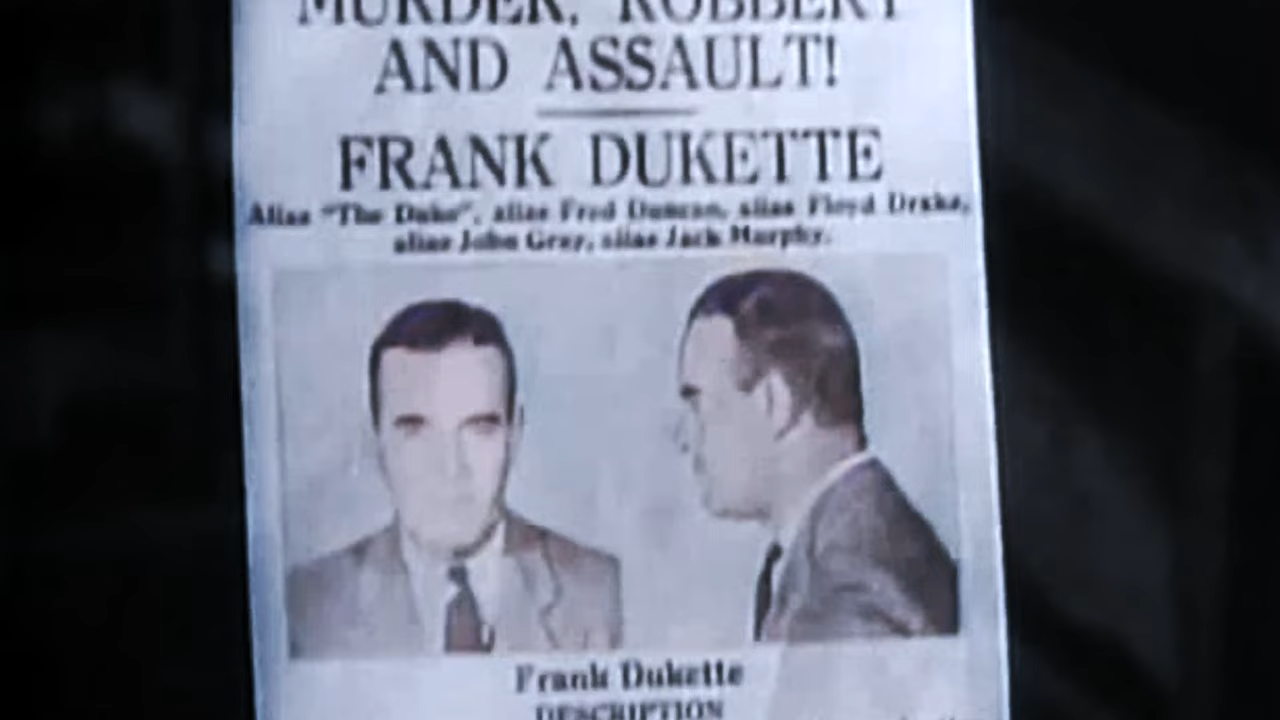 MURDER, ROBBERY
AND ASSAULT!
FRANK DUKETTE
Alias "The Duke", alias Fred Duncan, alias Floyd Drake,
alias John Gray, alias Jack Murphy.
Frank Dukette
DESCRIPTION